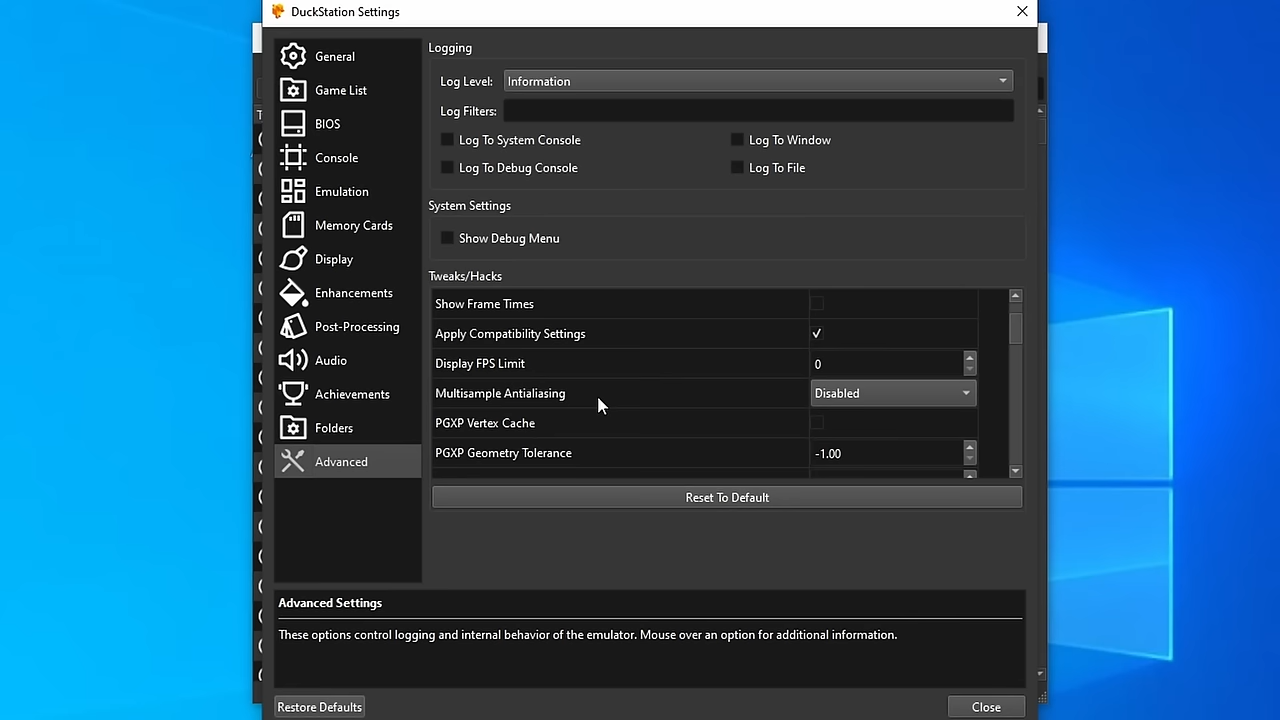 DuckStation Settings
General
Game List
BIOS
Console
Emulation
Memory Cards
Display
Enhancements
Post-Processing
Audio
Achievements
Folders
Advanced
Logging
Log Level: Information
Log Filters:
Log To System Console Log To Window
Log To Debug Console Log To File
System Settings
Show Debug Menu
Tweaks/Hacks
Show Frame Times
Apply Compatibility Settings
Display FPS Limit 0
Multisample Antialiasing Disabled
PGXP Vertex Cache
PGXP Geometry Tolerance -1.00
Reset To Default
Advanced Settings
These options control logging and internal behavior of the emulator. Mouse over an option for additional information.
Restore Defaults Close